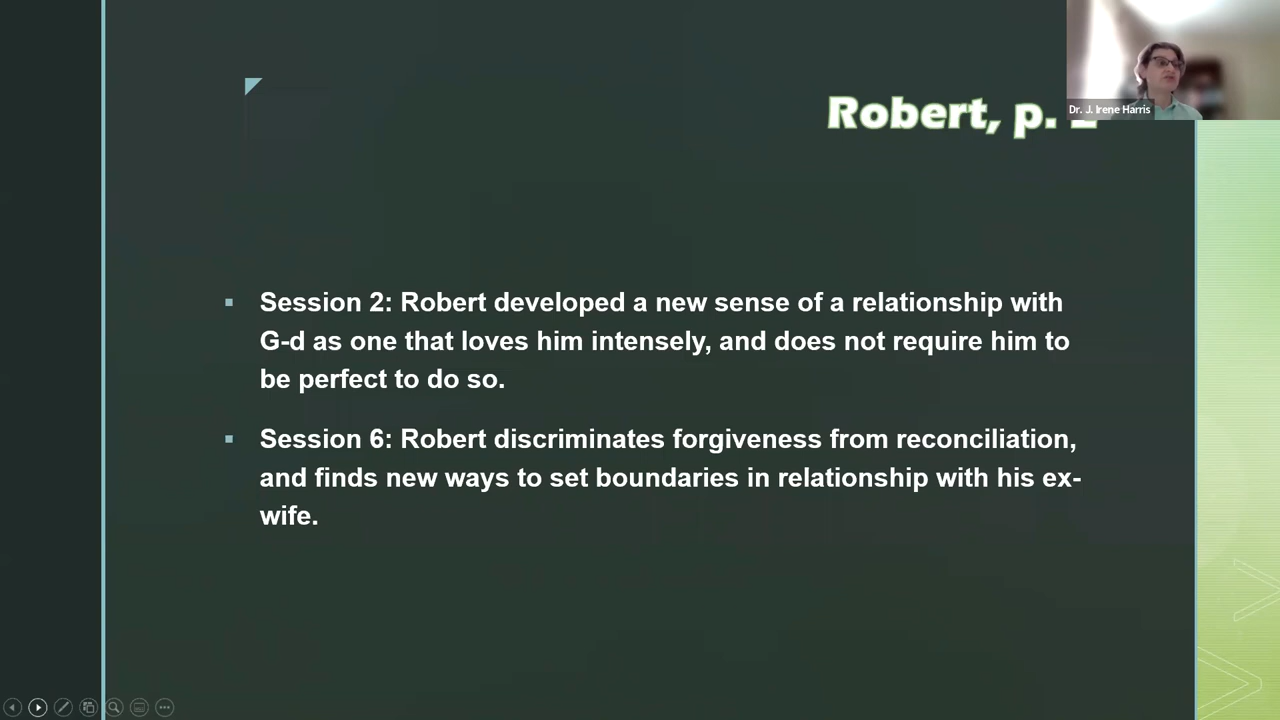 Robert, p.
Dr. J. Irene Harris
Session 2: Robert developed a new sense of a relationship with
G-d as one that loves him intensely, and does not require him to
be perfect to do so.
Session 6: Robert discriminates forgiveness from reconciliation,
and finds new ways to set boundaries in relationship with his ex-
wife.